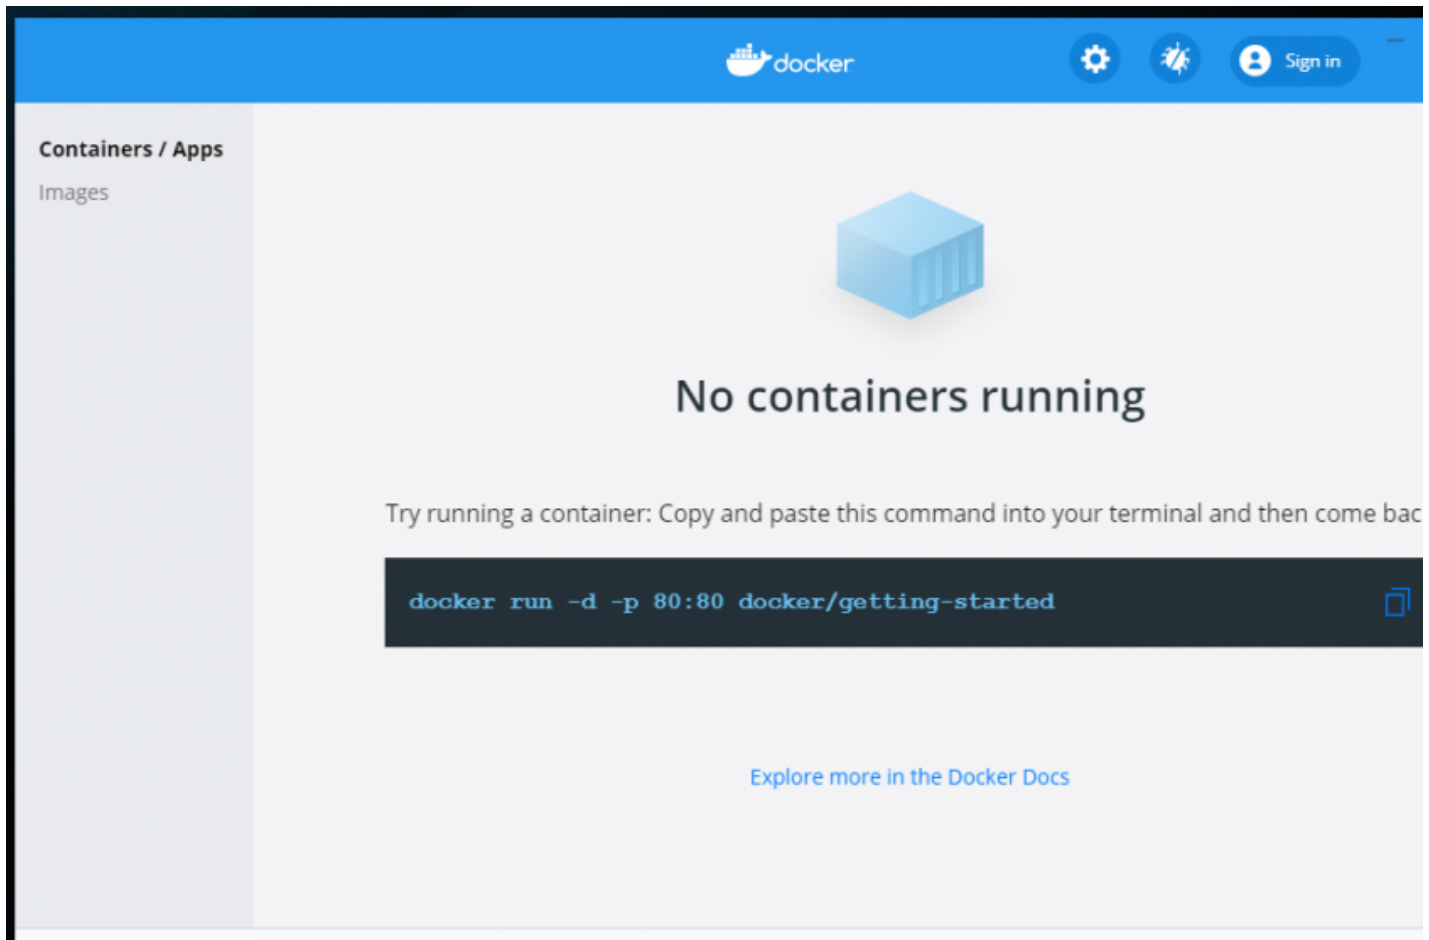 docker
Sign in
Containers / Apps
Images
No containers running
Try running a container: Copy and paste this command into your terminal and then come bac
docker run -d -p 80:80 docker/getting-started
Explore more in the Docker Docs